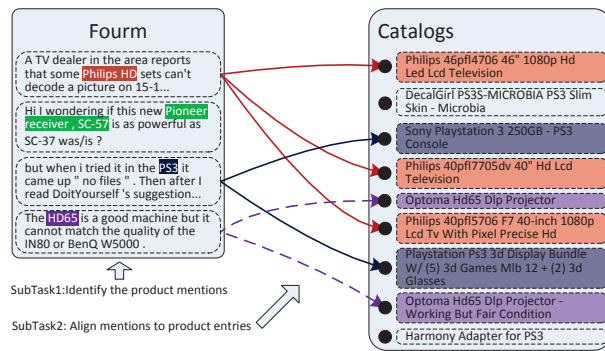 Fourm
A TV dealer in the area reports
that some Philips HD sets can't
decode a picture on 15-1...
Hi I wondering if this new Pioneer
receiver , SC-57 is as powerful as
SC-37 was/is ?
but when i tried it in the PS3 it
came up " no files " . Then after I
read DoitYourself 's suggestion...
The HD65 is a good machine but it
cannot match the quality of the
IN80 or BenQ W5000 .
SubTask1:Identify the product mentions
SubTask2: Align mentions to product entries
Catalogs
Philips 46pfl4706 46" 1080p Hd
Led Lcd Television
DecalGirl PS3S-MICROBIA PS3 Slim
Skin - Microbia
Sony Playstation 3 250GB - PS3
Console
Philips 40pfl7705dv 40" Hd Lcd
Television
Optoma Hd65 Dlp Projector
Philips 40pfl5706 F7 40-inch 1080p
Lcd Tv With Pixel Precise Hd
Playstation Ps3 3d Display Bundle
W/ (5) 3d Games Mlb 12 + (2) 3d
Glasses
Optoma Hd65 Dlp Projector -
Working But Fair Condition
Harmony Adapter for PS3